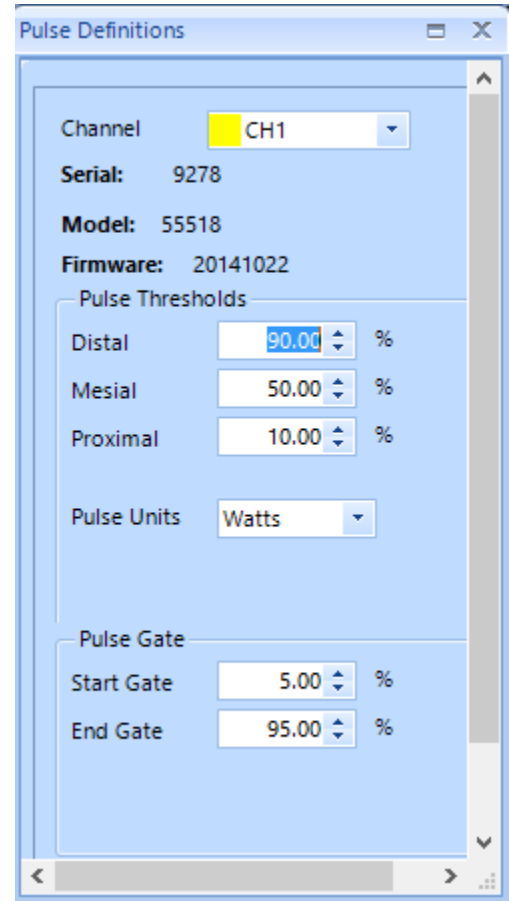 Pulse Definitions
Channel CH1
Serial: 9278
Model: 55518
Firmware: 20141022
Pulse Thresholds
Distal 90.00 %
Mesial 50.00 %
Proximal 10.00 %
Pulse Units Watts
Pulse Gate
Start Gate 5.00 %
End Gate 95.00 %